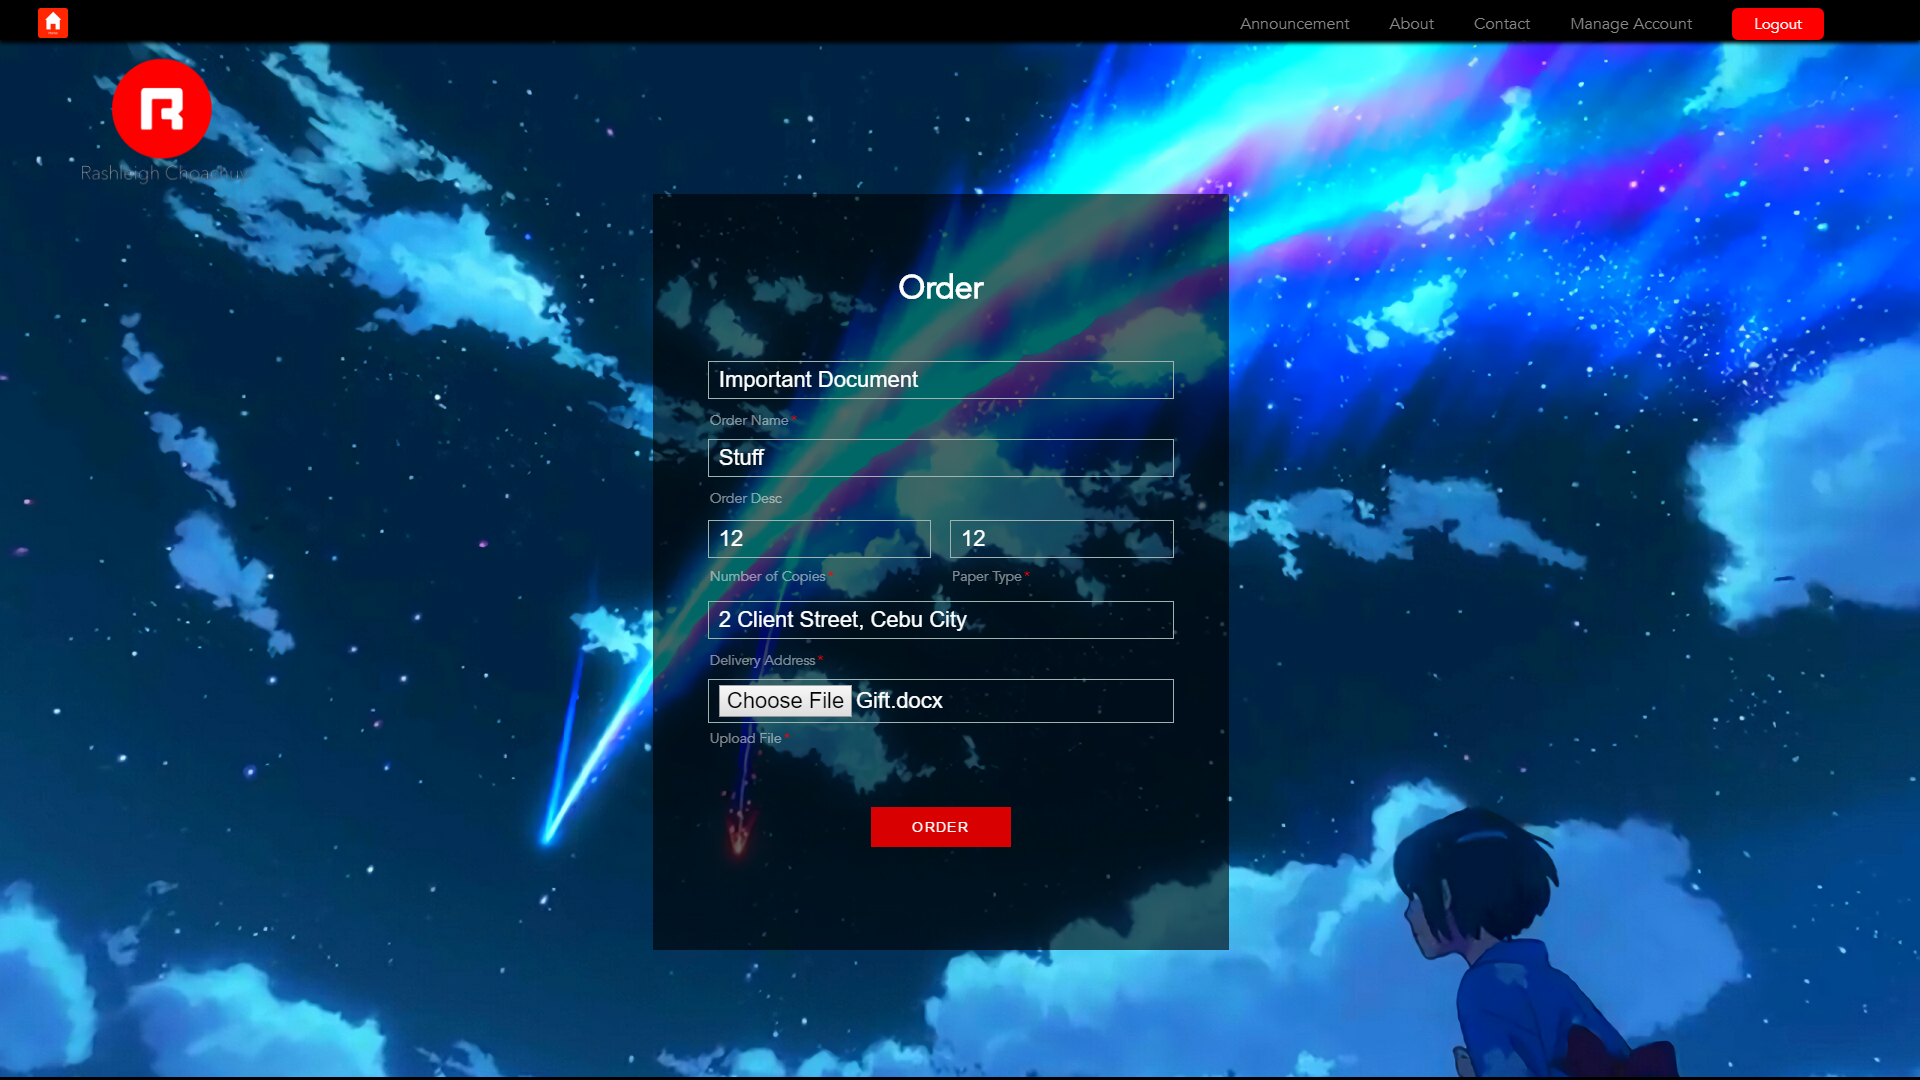 Announcement About Contact Manage Account Logout
R
Rashleigh Chpachuy
Order
Important Document
Order Name*
Stuff
Order Desc
12 12
Number of Copies* Paper Type*
2 Client Street, Cebu City
Delivery Address*
Choose File Gift.docx
Upload File*
ORDER